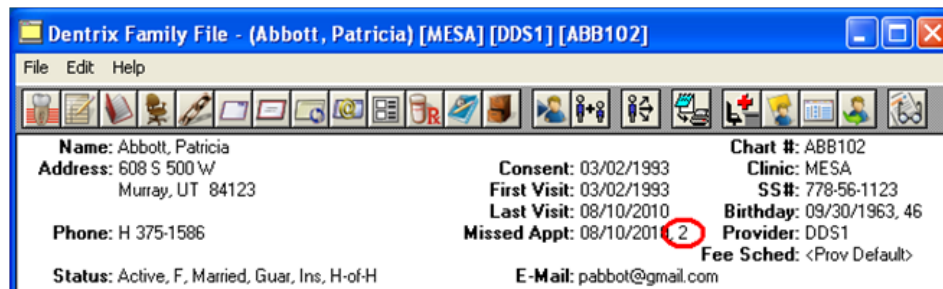 Dentrix Family File - (Abbott, Patricia) [MESA] [DDS1] [ABB102]
File Edit Help
Name: Abbott, Patricia Chart #: ABB102
Address: 608 S 500 W Consent: 03/02/1993 Clinic: MESA
Murray, UT 84123 First Visit: 03/02/1993 SS#: 778-56-1123
Last Visit: 08/10/2010 Birthday: 09/30/1963, 46
Phone: H 375-1586 Missed Appt: 08/10/2010, 2 Provider: DDS1
Fee Sched: <Prov Default>
Status: Active, F, Married, Guar, Ins, H-of-H E-Mail: pabbot@gmail.com